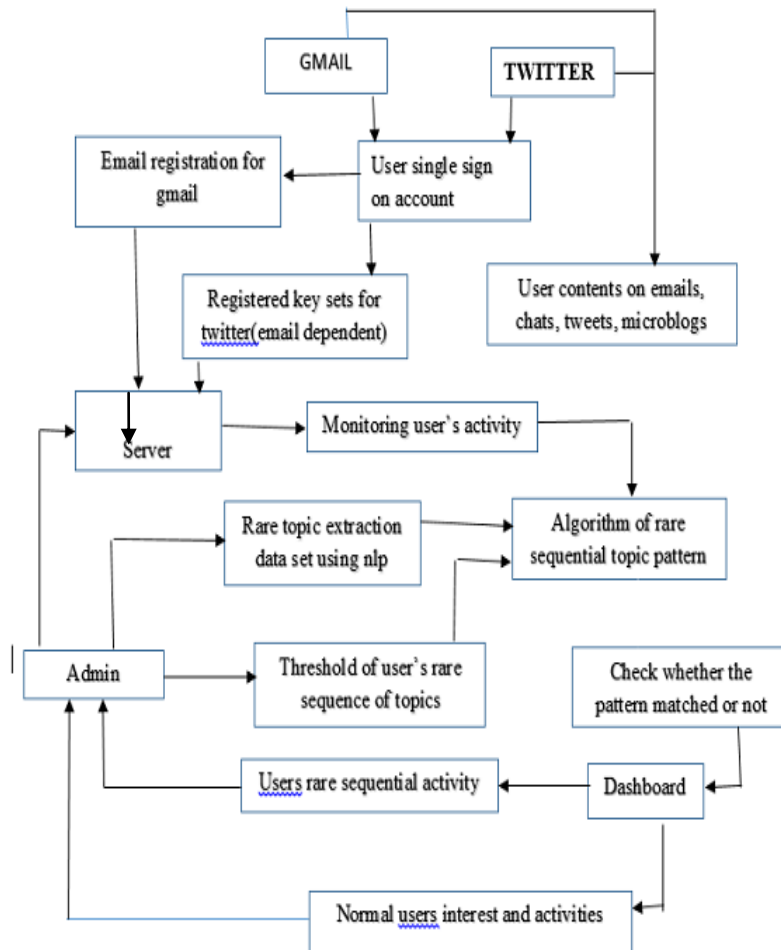 GMAIL
TWITTER
Email registration for
gmail
User single sign
on account
Registered key sets for
twitter(email dependent)
User contents on emails,
chats, tweets, microblogs
Server
Monitoring user`s activity
Rare topic extraction
data set using nlp
Algorithm of rare
sequential topic pattern
Admin
Threshold of user`s rare
sequence of topics
Check whether the
pattern matched or not
Users rare sequential activity
Dashboard
Normal users interest and activities